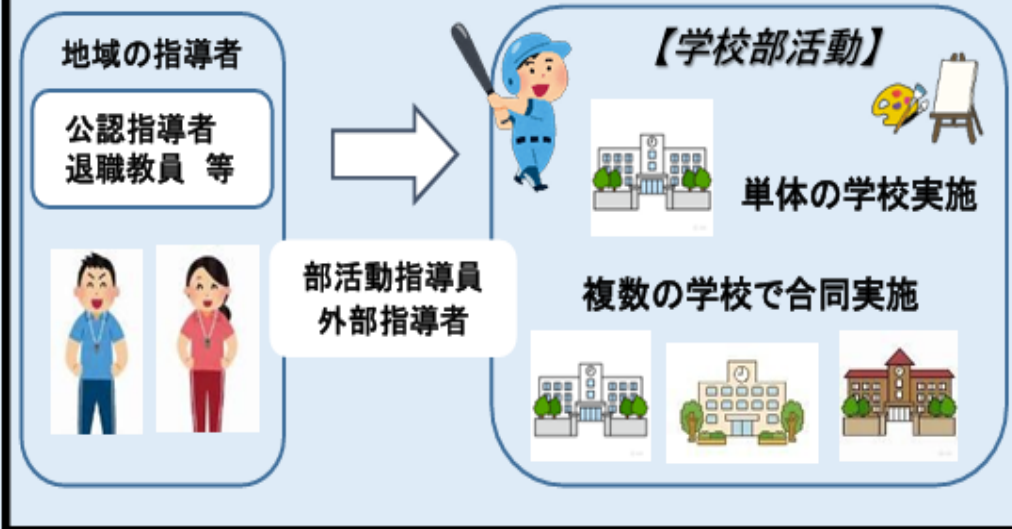 地域の指導者
公認指導者
退職教員 等
部活動指導員
外部指導者
【学校部活動】
単体の学校実施
複数の学校で合同実施